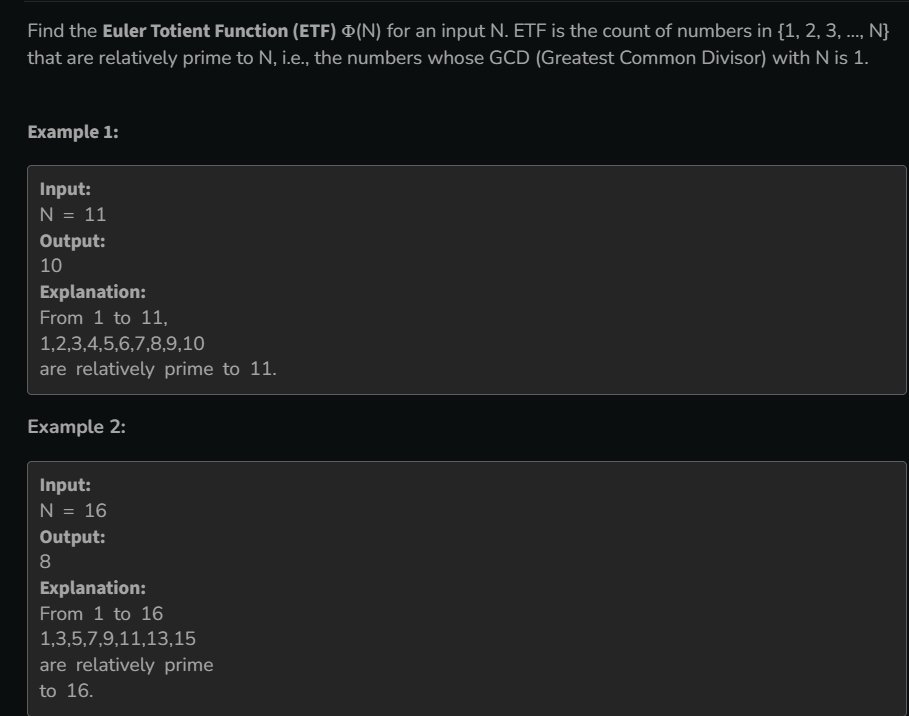 Find the Euler Totient Function (ETF) Φ(N) for an input N. ETF is the count of numbers in {1, 2, 3, ..., N}
that are relatively prime to N, i.e., the numbers whose GCD (Greatest Common Divisor) with N is 1.
Example 1:
Input:
N = 11
Output:
10
Explanation:
From 1 to 11,
1,2,3,4,5,6,7,8,9,10
are relatively prime to 11.
Example 2:
Input:
N = 16
Output:
8
Explanation:
From 1 to 16
1,3,5,7,9,11,13,15
are relatively prime
to 16.